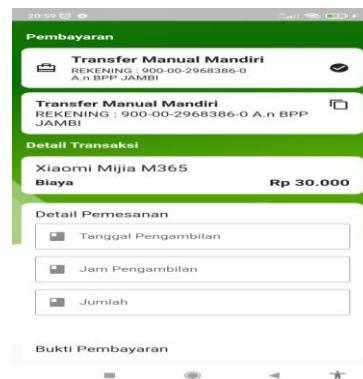 20:59
Pembayaran
Transfer Manual Mandiri
REKENING : 900-00-2968386-0
A.n BPP JAMBI
Transfer Manual Mandiri
REKENING : 900-00-2968386-0 A.n BPP
JAMBI
Detail Transaksi
Xiaomi Mijia M365
Biaya Rp 30.000
Detail Pemesanan
Tanggal Pengambilan
Jam Pengambilan
Jumlah
Bukti Pembayaran